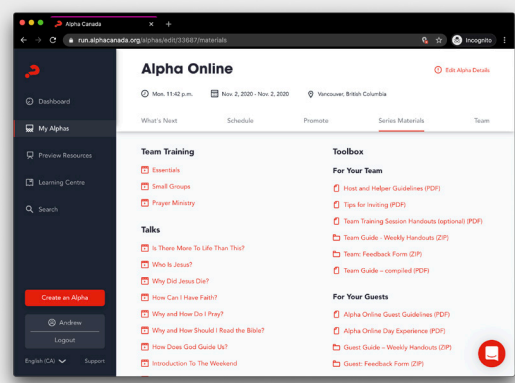 Alpha Canada
run.alphacanada.org/alphas/edit/33687/materials
Incognito
Dashboard
My Alphas
Preview Resources
Learning Centre
Search
Create an Alpha
Andrew
Logout
English (CA)
Support
Alpha Online
Edit Alpha Details
Mon. 11:42 p.m.
Nov. 2, 2020 - Nov. 2, 2020
Vancouver, British Columbia
What's Next
Schedule
Promote
Series Materials
Team
Team Training
Essentials
Small Groups
Prayer Ministry
Talks
Is There More To Life Than This?
Who Is Jesus?
Why Did Jesus Die?
How Can I Have Faith?
Why and How Do I Pray?
Why and How Should I Read the Bible?
How Does God Guide Us?
Introduction To The Weekend
Toolbox
For Your Team
Host and Helper Guidelines (PDF)
Tips for Inviting (PDF)
Team Training Session Handouts (optional) (PDF)
Team Guide - Weekly Handouts (ZIP)
Team: Feedback Form (ZIP)
Team Guide – compiled (PDF)
For Your Guests
Alpha Online Guest Guidelines (PDF)
Alpha Online Day Experience (PDF)
Guest Guide – Weekly Handouts (ZIP)
Guest: Feedback Form (ZIP)